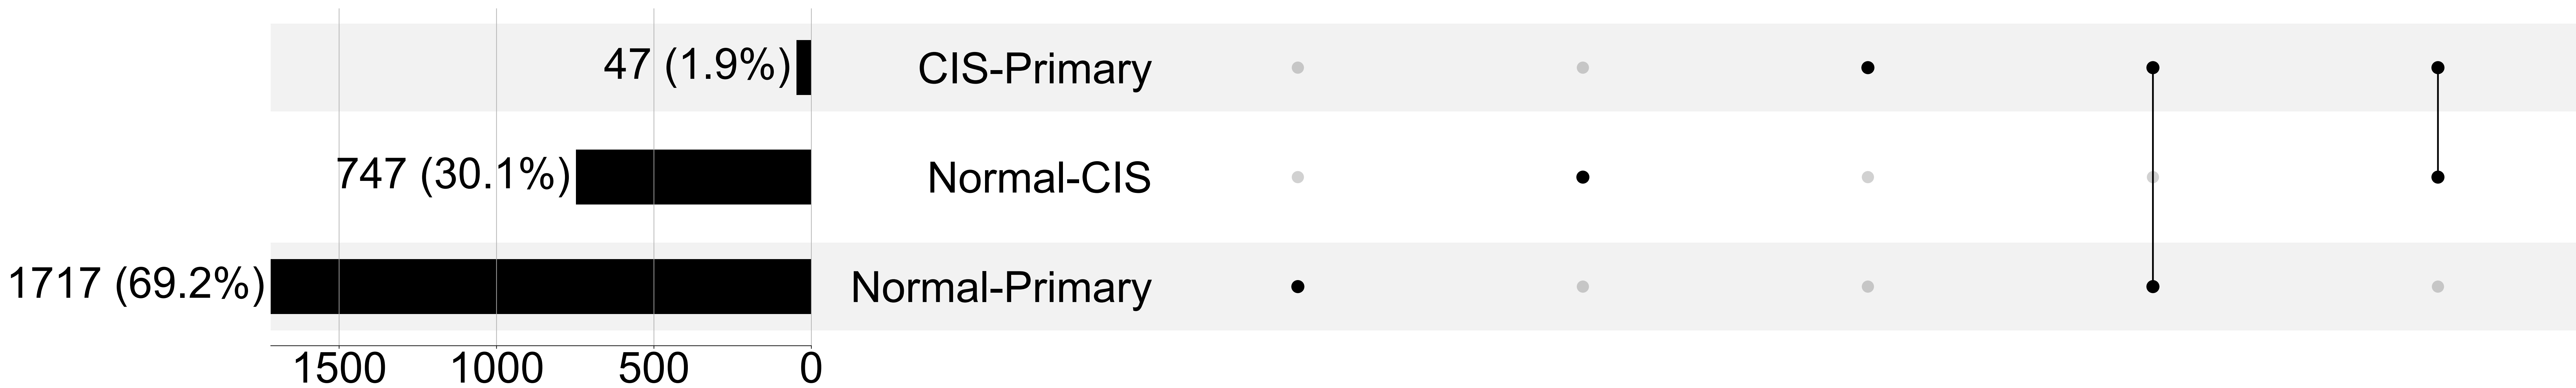 47 (1.9%) CIS-Primary
747 (30.1%) Normal-CIS
1717 (69.2%) Normal-Primary
1500 1000 500 0